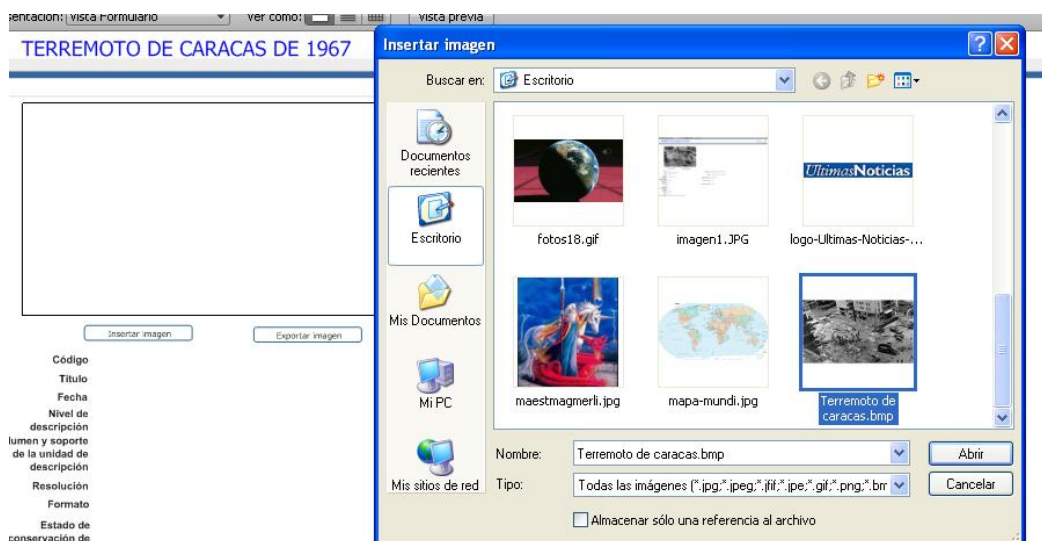 sentación: Vista Formulario Ver como: Vista previa
TERREMOTO DE CARACAS DE 1967
Insertar imagen
Buscar en: Escritorio
Documentos
recientes
Escritorio
Mis Documentos
Mi PC
Mis sitios de red
UltimasNoticias
fotos18.gif imagen1.JPG logo-Ultimas-Noticias-...
maestmagmerli.jpg mapa-mundi.jpg Terremoto de
caracas.bmp
Nombre: Terremoto de caracas.bmp Abrir
Tipo: Todas las imágenes (*.jpg;*.jpeg;*.jfif;*.jpe;*.gif;*.png;*.bm Cancelar
Almacenar sólo una referencia al archivo
Insertar imagen Exportar imagen
Código
Título
Fecha
Nivel de
descripción
lumen y soporte
de la unidad de
descripción
Resolución
Formato
Estado de
conservación de